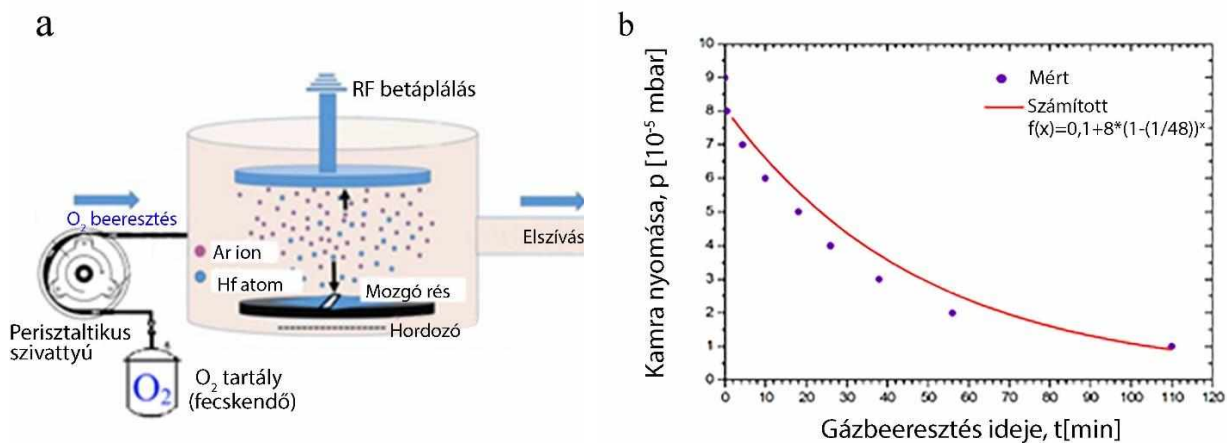 a
RF betáplálás
O₂ beeresztés
Elszívás
Ar ion
Hf atom
Mozgó rés
Hordozó
Perisztaltikus
szivattyú
O₂
O₂ tartály
(fecskendő)
b
Kamra nyomása, p [10⁻⁵ mbar]
10
9
8
7
6
5
4
3
2
1
0
Mért
Számított
f(x)=0,1+8*(1-(1/48))ˣ
0 10 20 30 40 50 60 70 80 90 100 110 120
Gázbeeresztés ideje, t[min]